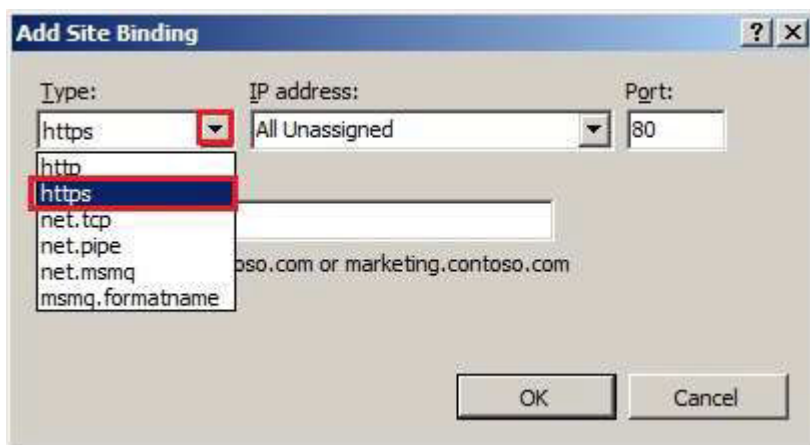 Add Site Binding
Type: IP address: Port:
https All Unassigned 80
http
https
net.tcp
net.pipe
net.msmq oso.com or marketing.contoso.com
msmq.formatname
OK Cancel